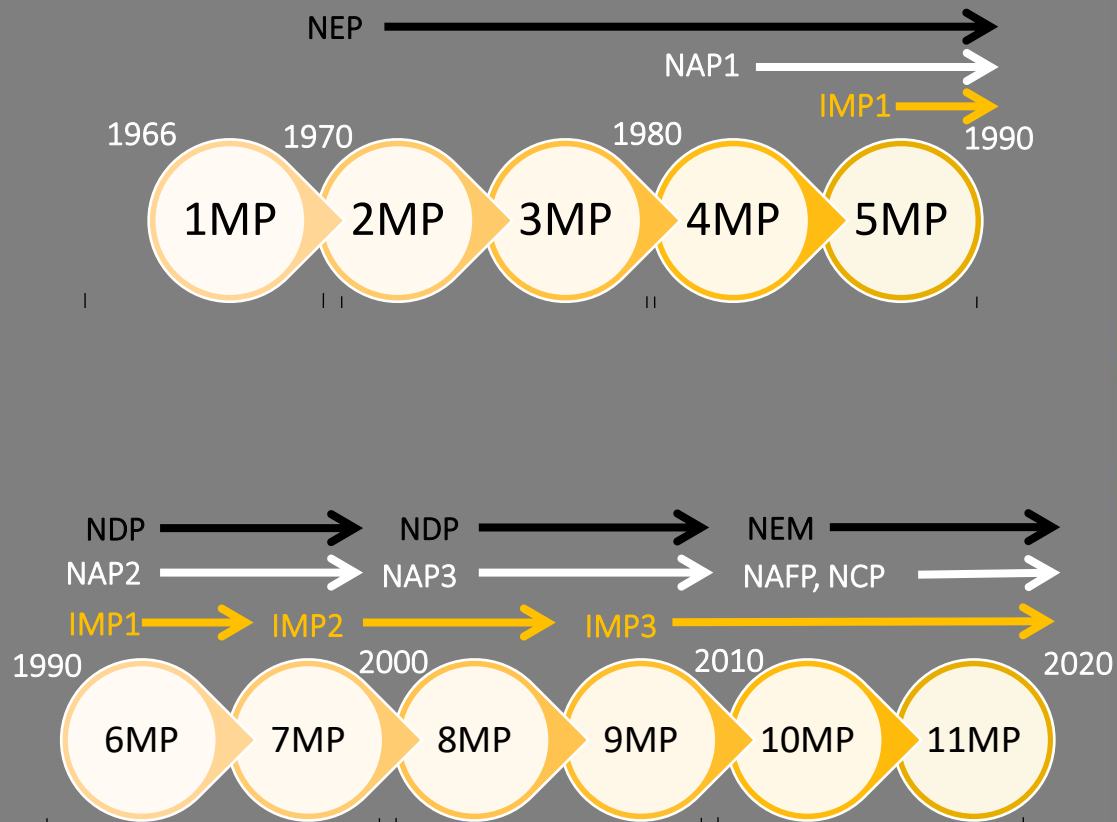 NEP
NAP1
IMP1
1966 1970 1980 1990
1MP 2MP 3MP 4MP 5MP
NDP NDP NEM
NAP2 NAP3 NAFP, NCP
IMP1 IMP2 IMP3
1990 2000 2010 2020
6MP 7MP 8MP 9MP 10MP 11MP